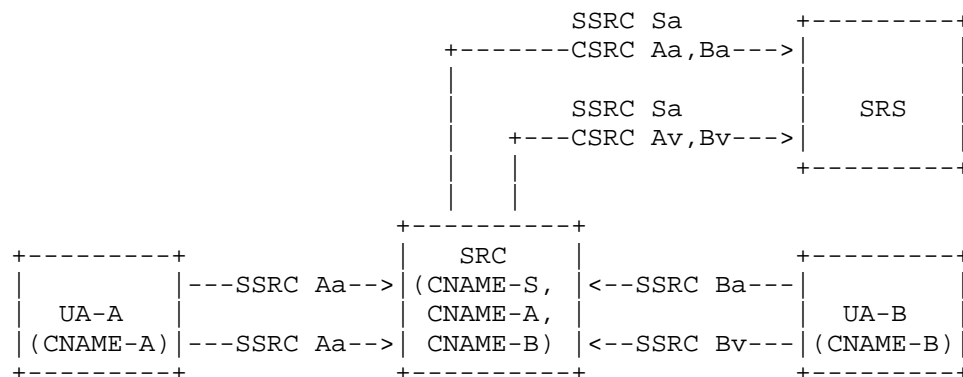 SSRC Sa
CSRC Aa,Ba
SSRC Sa
SRS
CSRC Av,Bv
SRC
SSRC Aa
(CNAME-S,
SSRC Ba
UA-A
CNAME-A,
UA-B
(CNAME-A)
SSRC Aa
CNAME-B)
SSRC Bv
(CNAME-B)